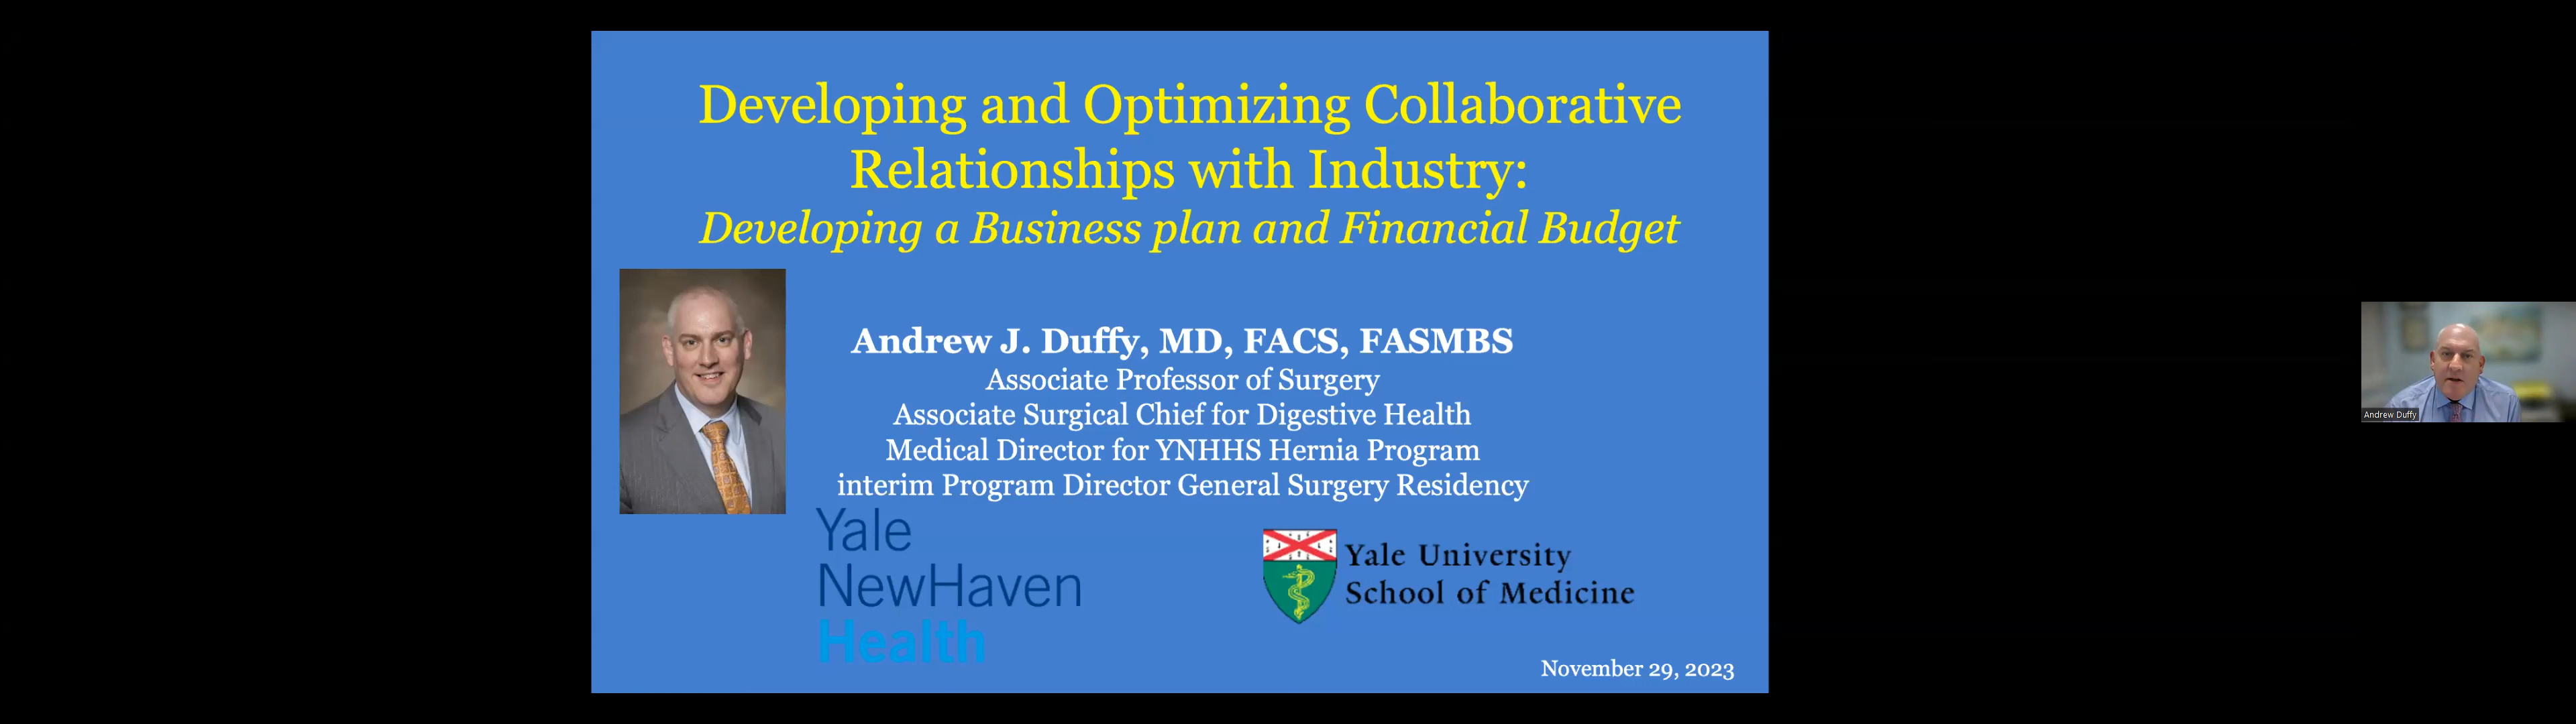 Developing and Optimizing Collaborative
Relationships with Industry:
Developing a Business plan and Financial Budget
Andrew J. Duffy, MD, FACS, FASMBS
Associate Professor of Surgery
Associate Surgical Chief for Digestive Health
Medical Director for YNHHS Hernia Program
interim Program Director General Surgery Residency
Yale
NewHaven
Health
Yale University
School of Medicine
November 29, 2023
Andrew Duffy